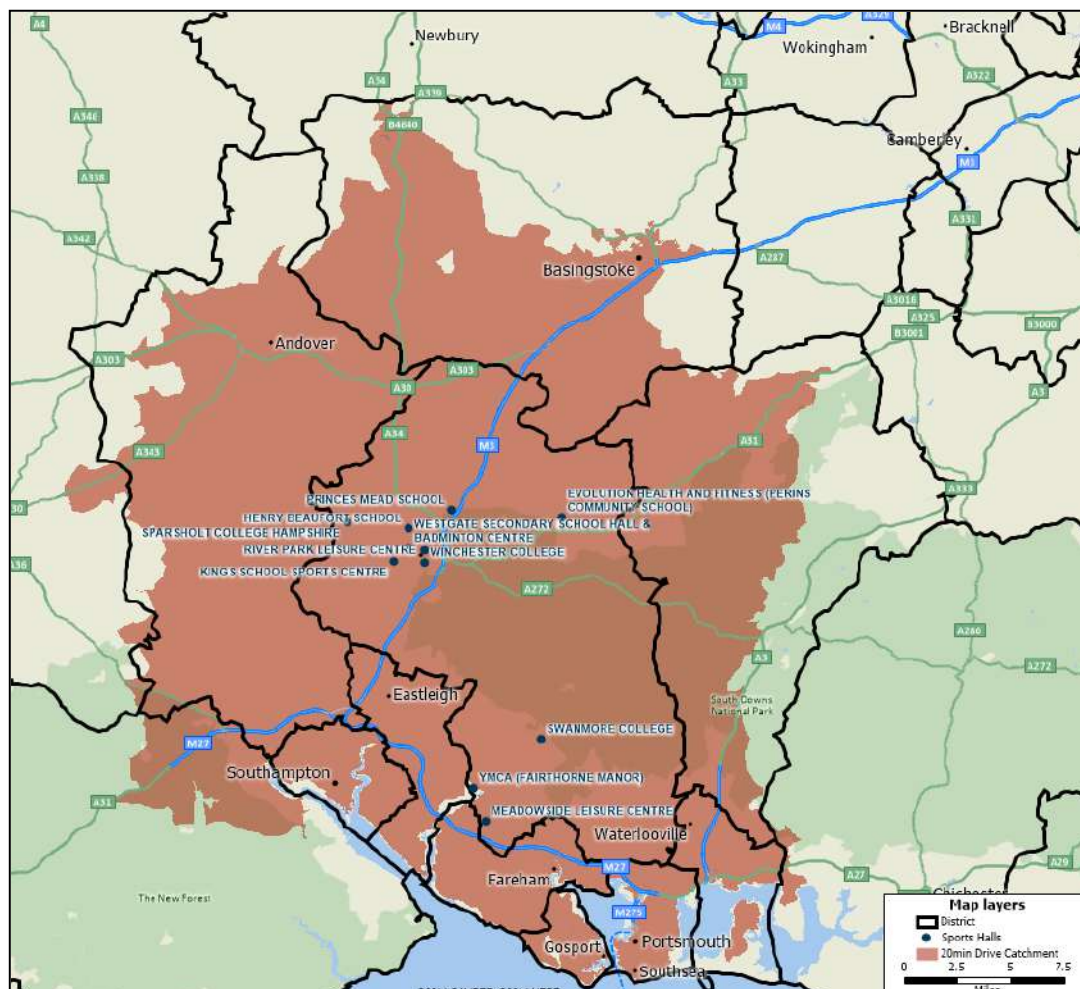 A4
Newbury
M4
A329
Wokingham
Bracknell
A34
A339
A33
A322
A346
B4640
Camberley
M3
A338
A331
A342
Basingstoke
A287
A3016
A325
B3001
B3000
Andover
A303
A303
A30
A3
A34
A31
A343
M3
PRINCES MEAD SCHOOL
EVOLUTION HEALTH AND FITNESS (PERINS
COMMUNITY SCHOOL)
A333
HENRY BEAUFORT SCHOOL
WESTGATE SECONDARY SCHOOL HALL &
BADMINTON CENTRE
SPARSHOLT COLLEGE HAMPSHIRE
RIVER PARK LEISURE CENTRE
WINCHESTER COLLEGE
KINGS SCHOOL SPORTS CENTRE
A36
A272
A286
A3
A272
Eastleigh
South Downs
National Park
SWANMORE COLLEGE
M27
Southampton
YMCA (FAIRTHORNE MANOR)
A31
MEADOWSIDE LEISURE CENTRE
Waterlooville
M27
A27
A29
Fareham
Chichester
The New Forest
M275
Map layers
District
Sports Halls
20min Drive Catchment
Gosport
Portsmouth
Southsea
0 2.5 5 7.5
Miles